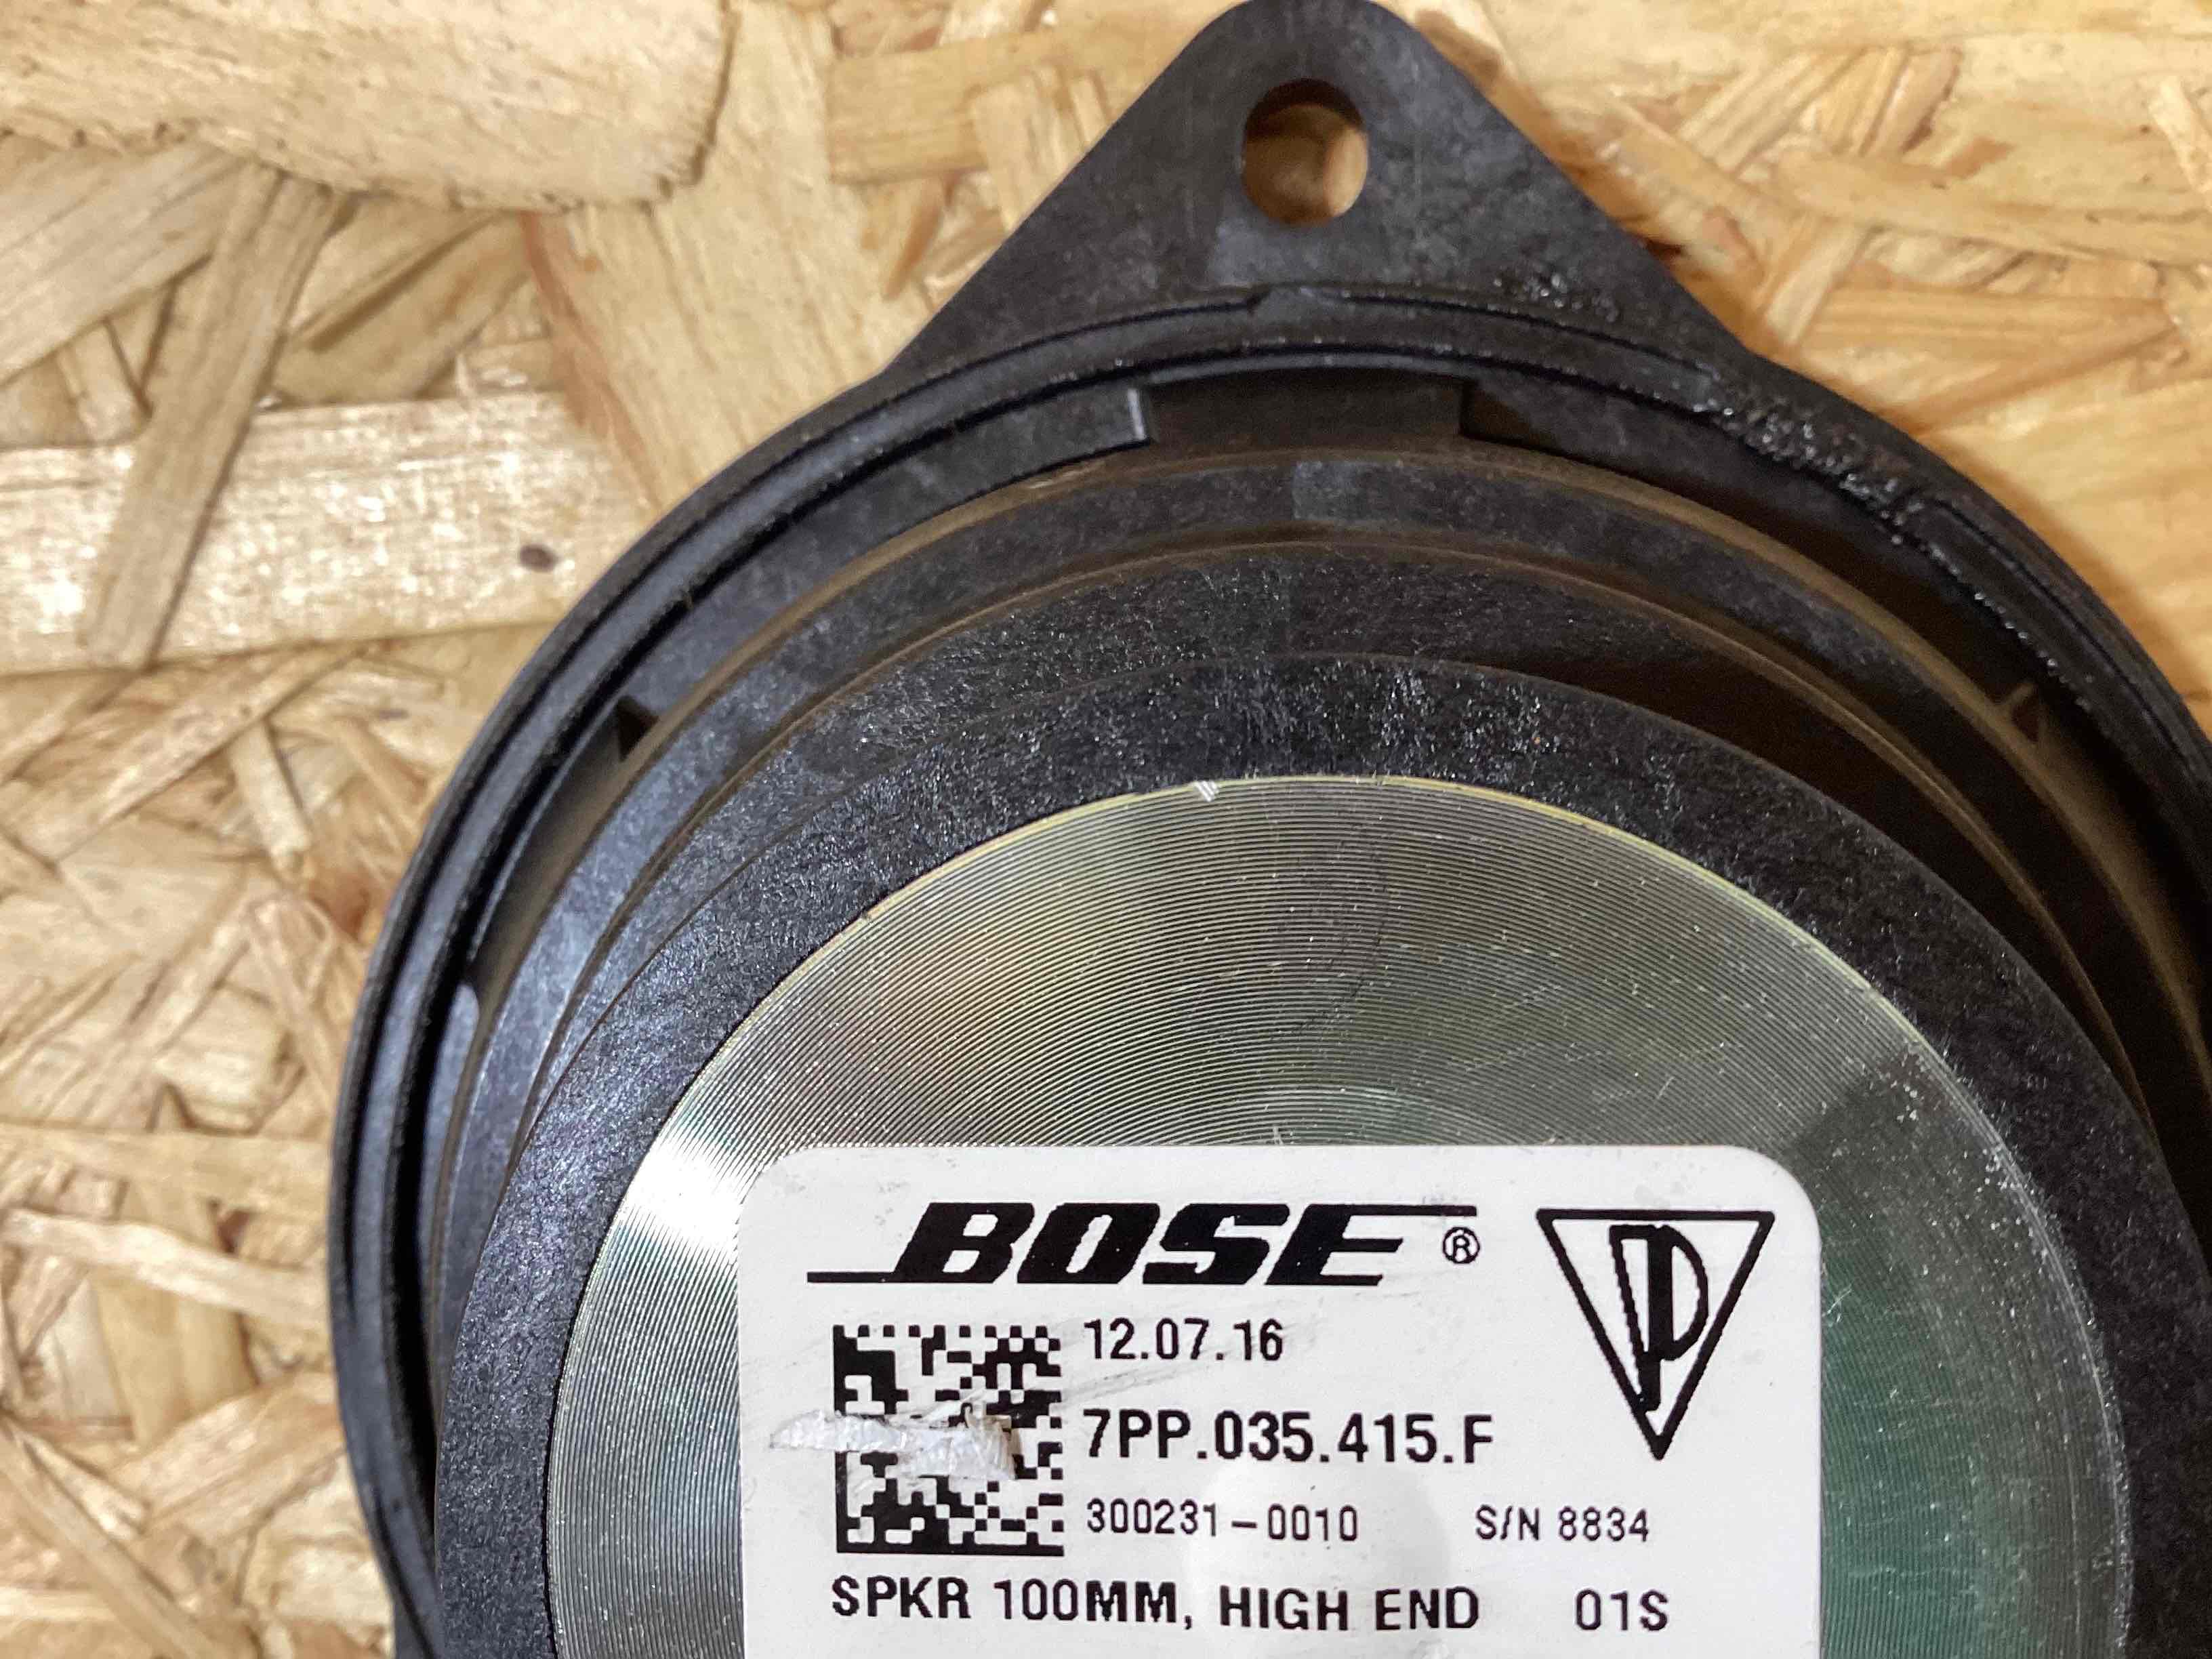 BOSE®
P
12.07.16
7PP.035.415.F
300231-0010 S/N 8834
SPKR 100MM, HIGH END 01S